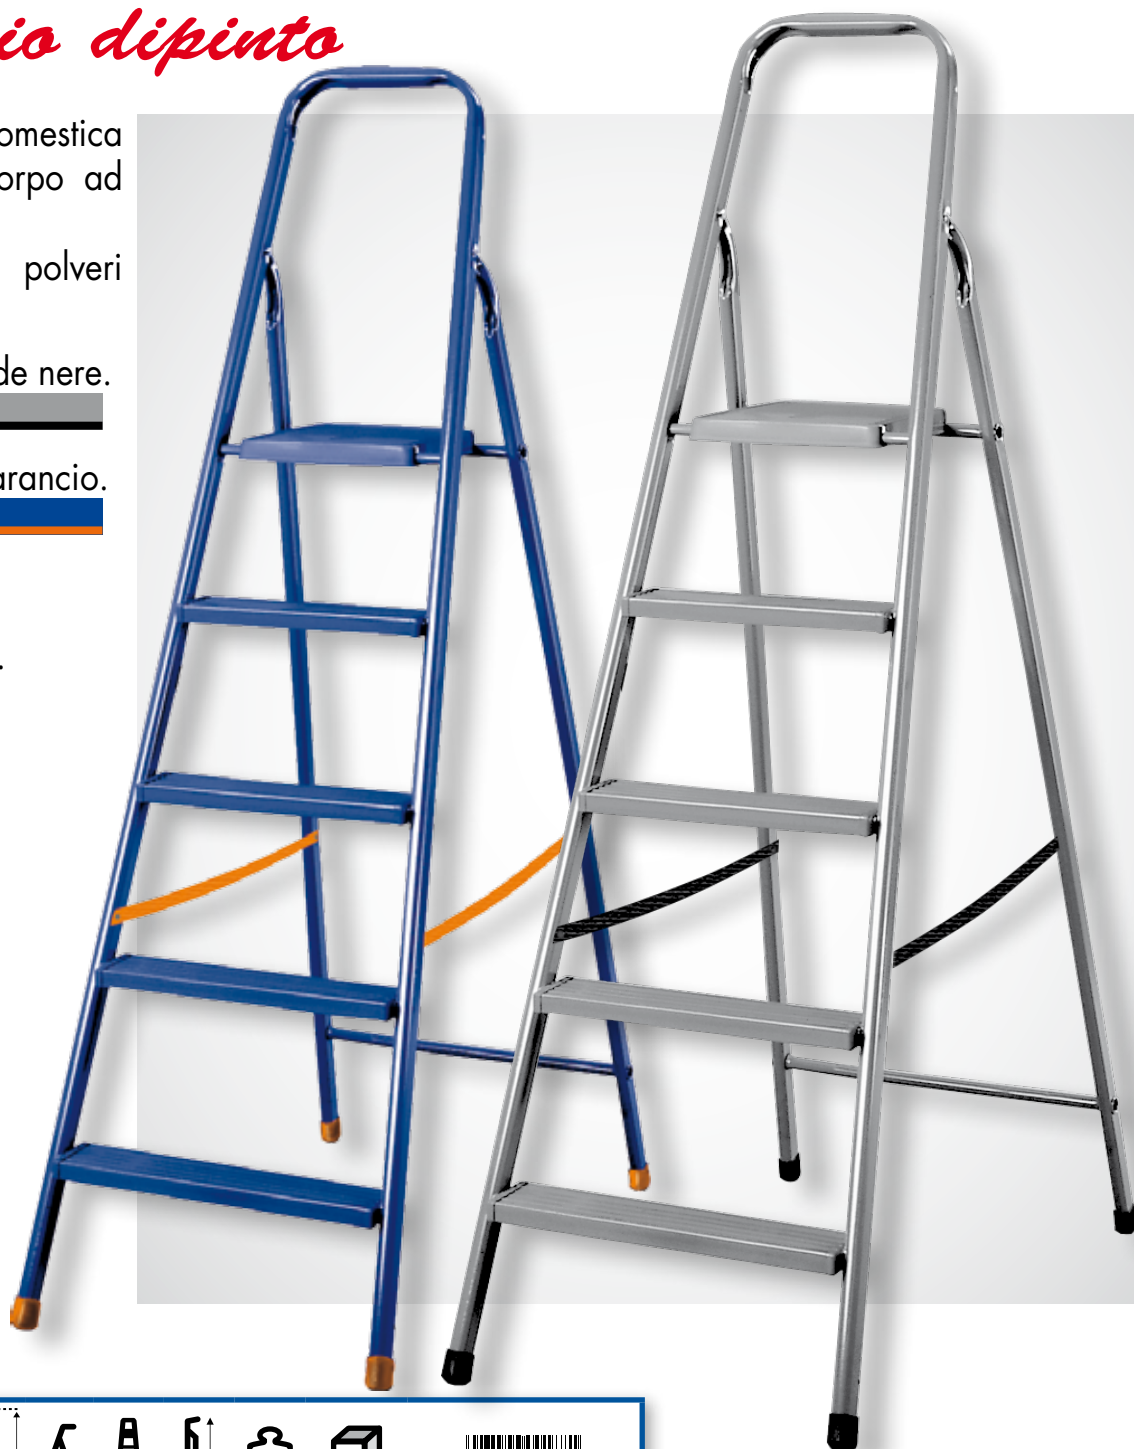 io dipinto
omestica
orpo ad
polveri
de nere.
arancio.
.